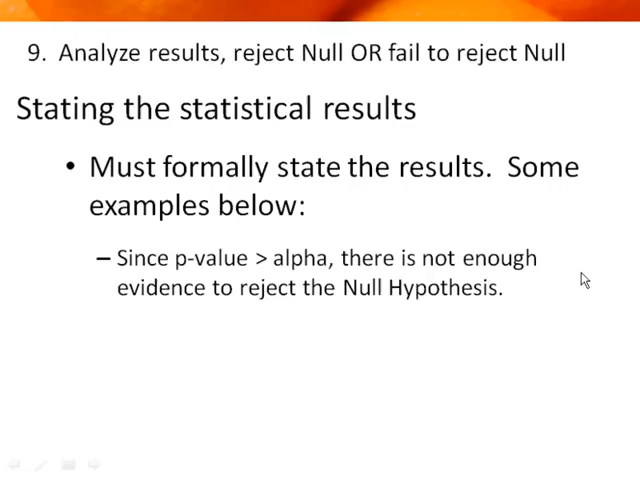 9. Analyze results, reject Null OR fail to reject Null
Stating the statistical results
• Must formally state the results. Some
examples below:
– Since p-value > alpha, there is not enough
evidence to reject the Null Hypothesis.